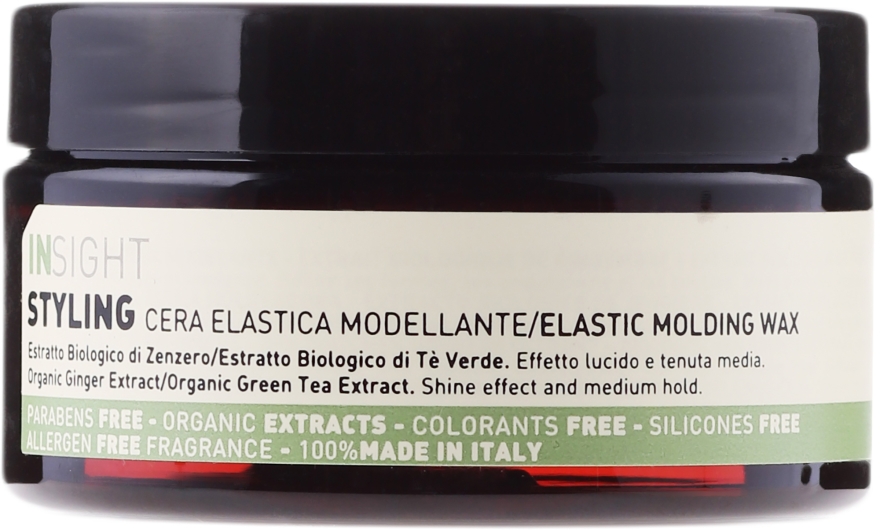 INSIGHT
STYLING CERA ELASTICA MODELLANTE/ELASTIC MOLDING WAX
Estratto Biologico di Zenzero/Estratto Biologico di Tè Verde. Effetto lucido e tenuta media.
Organic Ginger Extract/Organic Green Tea Extract. Shine effect and medium hold.
PARABENS FREE - ORGANIC EXTRACTS - COLORANTS FREE - SILICONES FREE
ALLERGEN FREE FRAGRANCE - 100%MADE IN ITALY